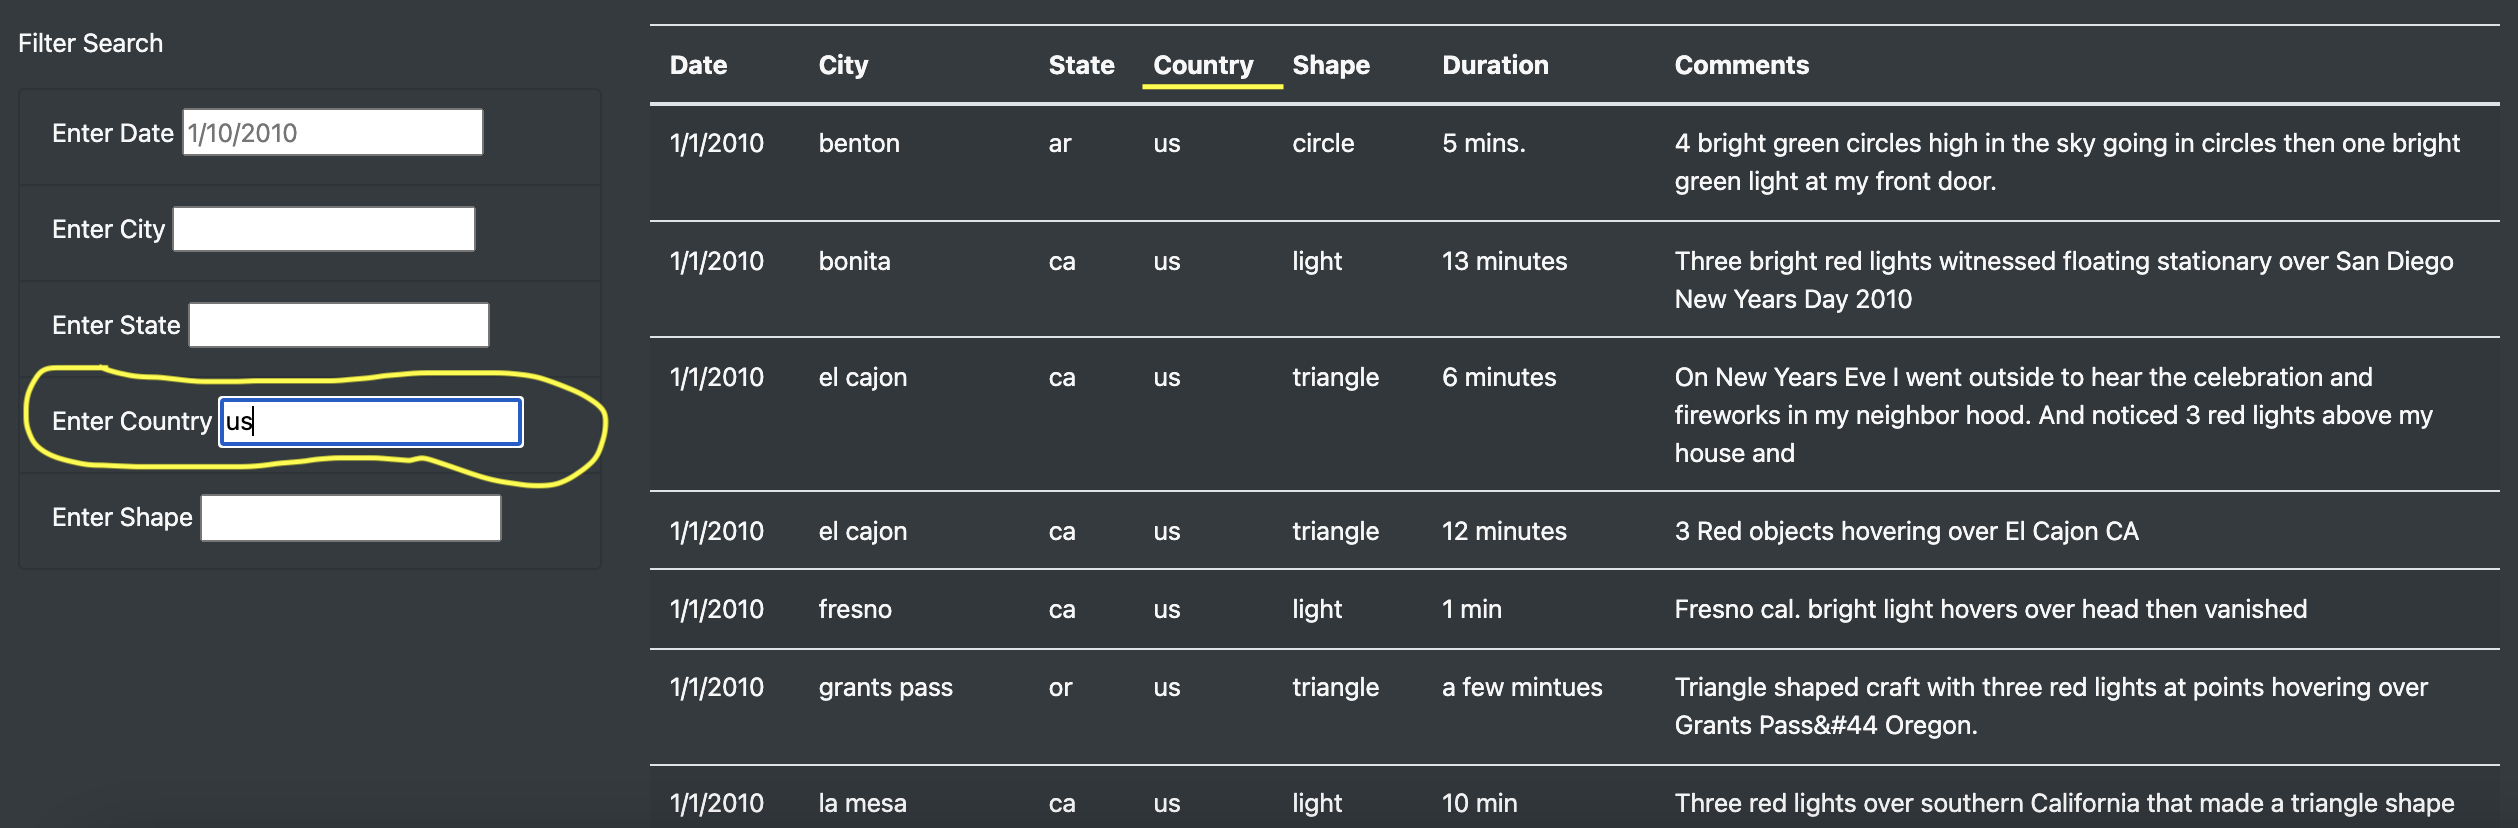 Filter Search
Enter Date 1/10/2010
Enter City
Enter State
Enter Country us
Enter Shape
Date City State Country Shape Duration Comments
1/1/2010 benton ar us circle 5 mins. 4 bright green circles high in the sky going in circles then one bright
green light at my front door.
1/1/2010 bonita ca us light 13 minutes Three bright red lights witnessed floating stationary over San Diego
New Years Day 2010
1/1/2010 el cajon ca us triangle 6 minutes On New Years Eve I went outside to hear the celebration and
fireworks in my neighbor hood. And noticed 3 red lights above my
house and
1/1/2010 el cajon ca us triangle 12 minutes 3 Red objects hovering over El Cajon CA
1/1/2010 fresno ca us light 1 min Fresno cal. bright light hovers over head then vanished
1/1/2010 grants pass or us triangle a few mintues Triangle shaped craft with three red lights at points hovering over
Grants Pass&#44 Oregon.
1/1/2010 la mesa ca us light 10 min Three red lights over southern California that made a triangle shape